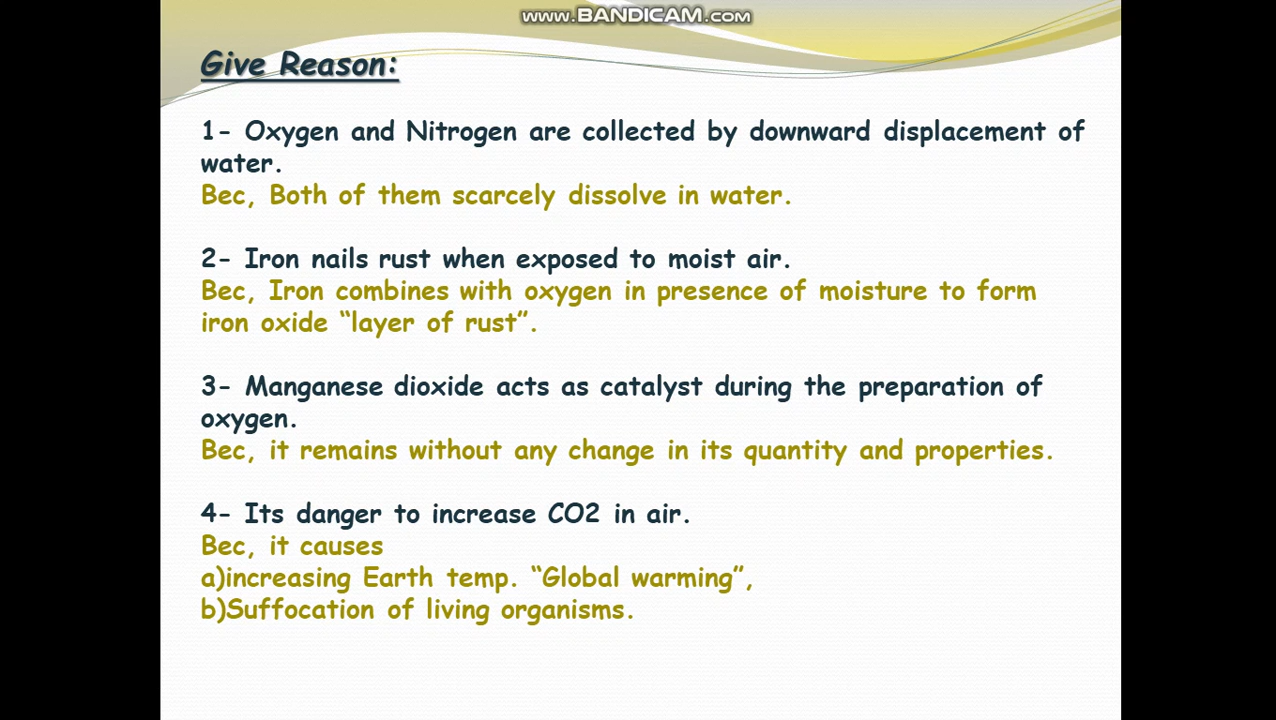 www.BANDICAM.com
Give Reason:
1- Oxygen and Nitrogen are collected by downward displacement of
water.
Bec, Both of them scarcely dissolve in water.
2- Iron nails rust when exposed to moist air.
Bec, Iron combines with oxygen in presence of moisture to form
iron oxide “layer of rust”.
3- Manganese dioxide acts as catalyst during the preparation of
oxygen.
Bec, it remains without any change in its quantity and properties.
4- Its danger to increase CO2 in air.
Bec, it causes
a)increasing Earth temp. “Global warming”,
b)Suffocation of living organisms.